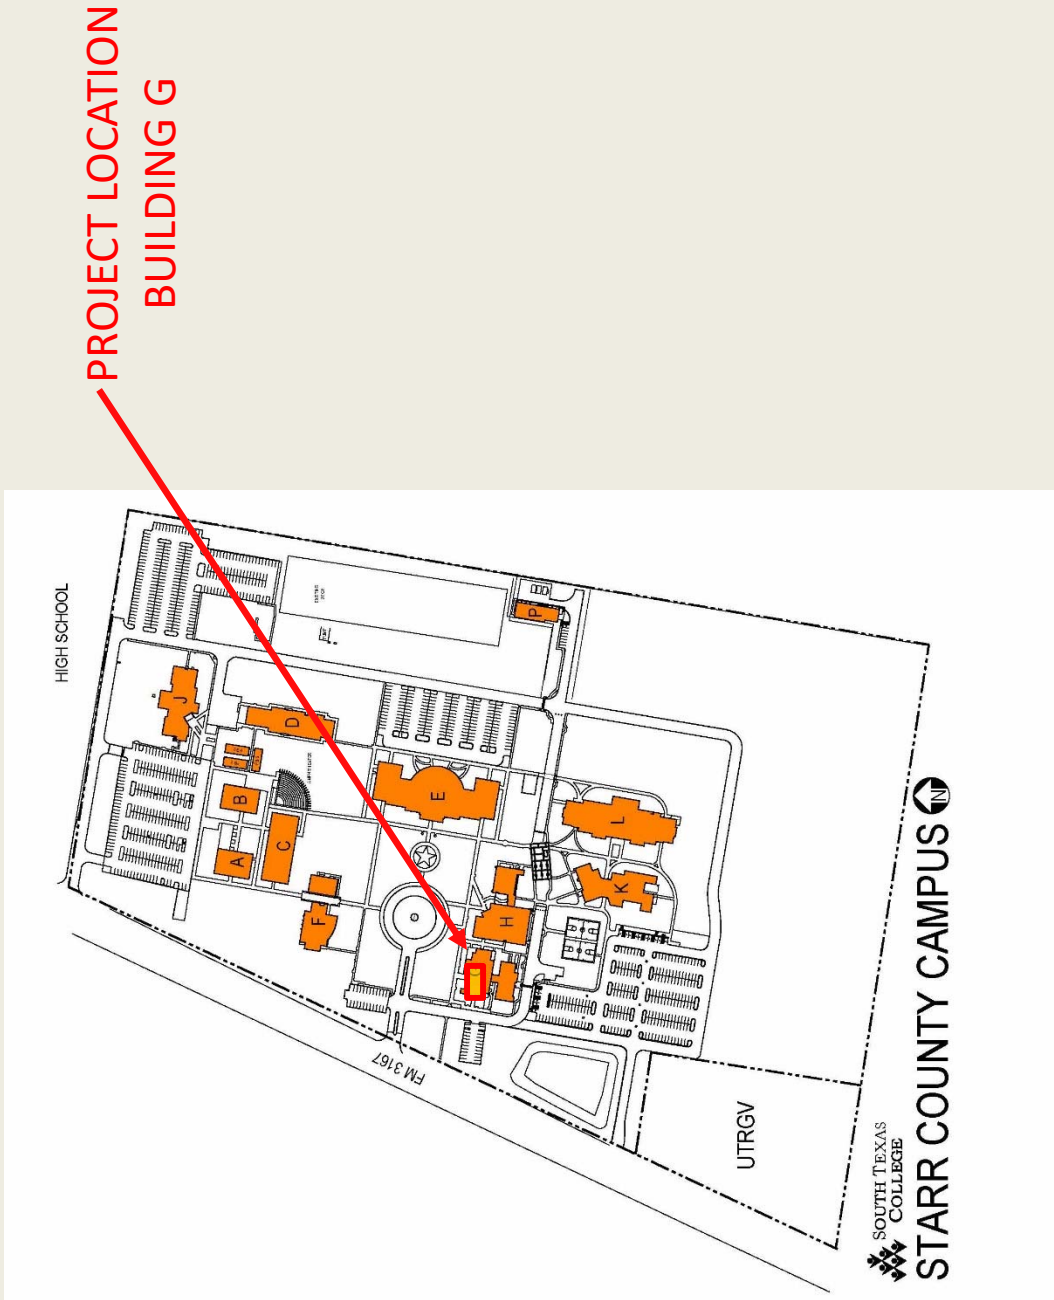 PROJECT LOCATION
BUILDING G
HIGH SCHOOL
J
D
B
A
C
F
E
P
L
K
H
FM 3167
UTRGV
SOUTH TEXAS
COLLEGE
STARR COUNTY CAMPUS
N